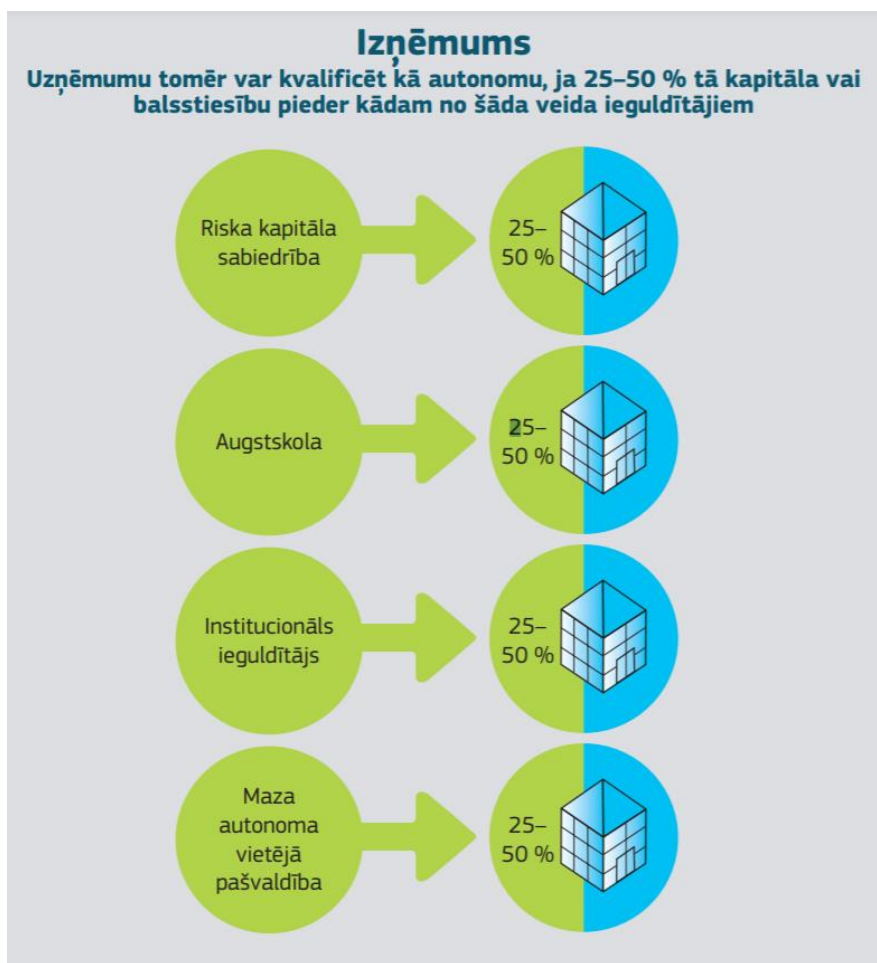 Izņēmums
Uzņēmumu tomēr var kvalificēt kā autonomu, ja 25–50 % tā kapitāla vai
balsstiesību pieder kādam no šāda veida ieguldītājiem
Riska kapitāla
sabiedrība
25–
50 %
Augstskola
25–
50 %
Institucionāls
ieguldītājs
25–
50 %
Maza
autonoma
vietējā
pašvaldība
25–
50 %